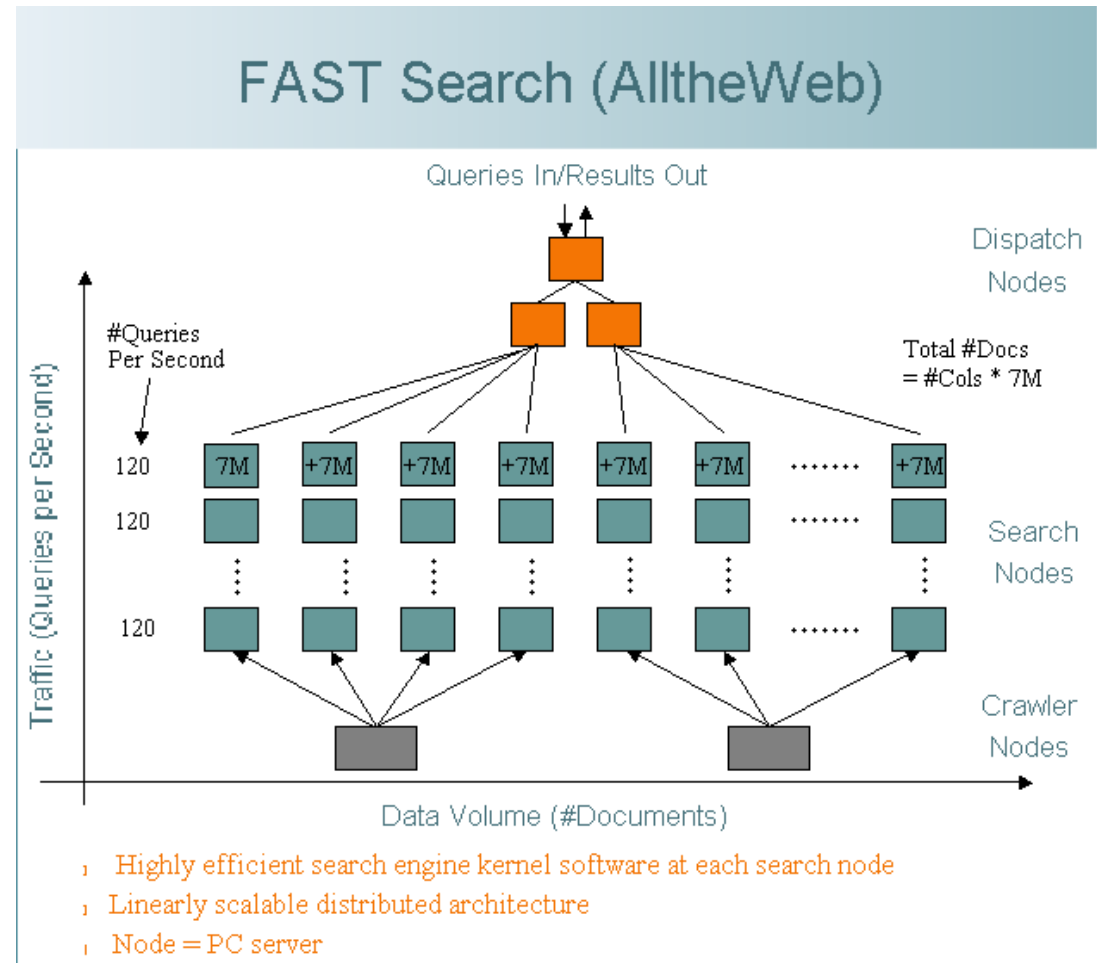 FAST Search (AlltheWeb)
Queries In/Results Out
Dispatch
Nodes
#Queries
Per Second
Total #Docs
= #Cols * 7M
Traffic (Queries per Second)
120 7M +7M +7M +7M +7M +7M ....... +7M
120 .......
Search
Nodes
120 .......
Crawler
Nodes
Data Volume (#Documents)
ı Highly efficient search engine kernel software at each search node
ı Linearly scalable distributed architecture
ı Node = PC server